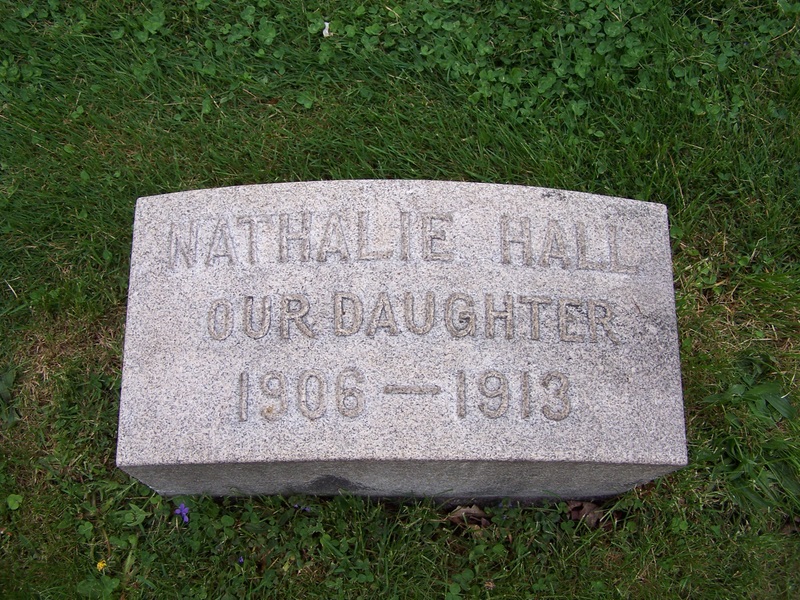 NATHALIE HALL
OUR DAUGHTER
1906 — 1913